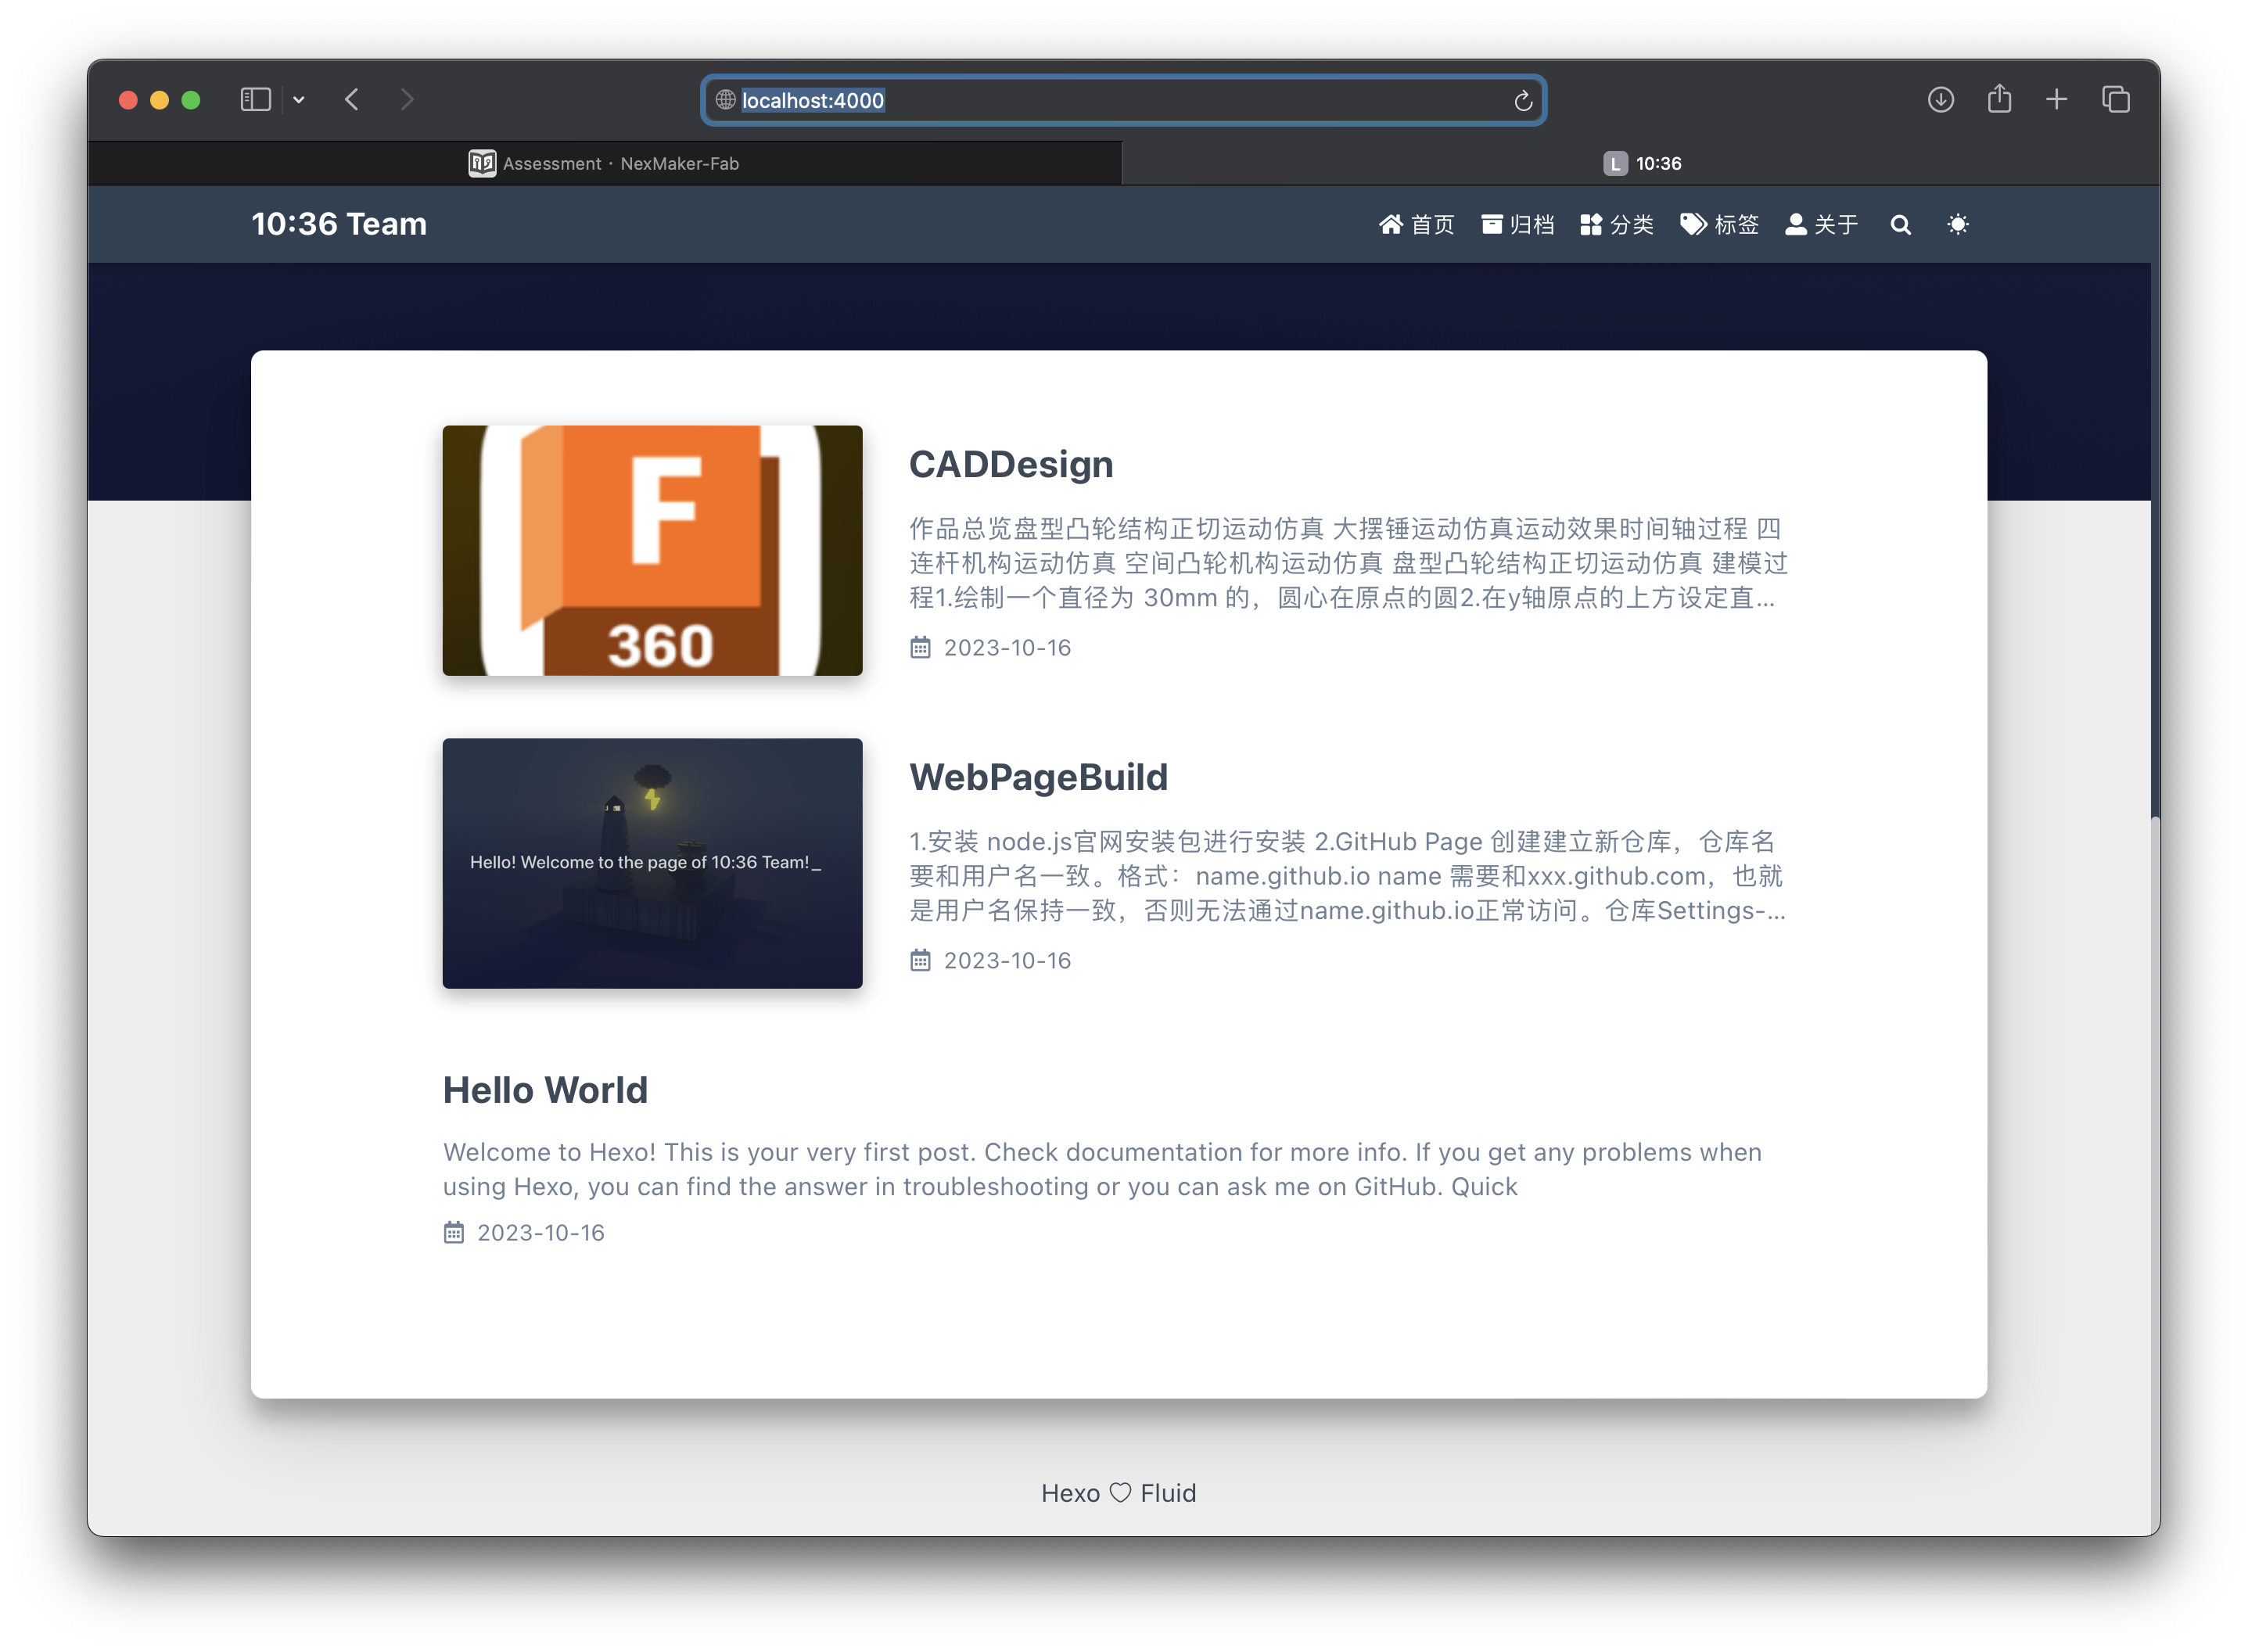 localhost:4000
Assessment · NexMaker-Fab
L 10:36
10:36 Team
首页 归档 分类 标签 关于
F
360
CADDesign
作品总览盘型凸轮结构正切运动仿真 大摆锤运动仿真运动效果时间轴过程 四
连杆机构运动仿真 空间凸轮机构运动仿真 盘型凸轮结构正切运动仿真 建模过
程1.绘制一个直径为 30mm 的，圆心在原点的圆2.在y轴原点的上方设定直...
2023-10-16
Hello! Welcome to the page of 10:36 Team!_
WebPageBuild
1.安装 node.js官网安装包进行安装 2.GitHub Page 创建建立新仓库，仓库名
要和用户名一致。格式：name.github.io name 需要和xxx.github.com，也就
是用户名保持一致，否则无法通过name.github.io正常访问。仓库Settings-...
2023-10-16
Hello World
Welcome to Hexo! This is your very first post. Check documentation for more info. If you get any problems when
using Hexo, you can find the answer in troubleshooting or you can ask me on GitHub. Quick
2023-10-16
Hexo ♡ Fluid